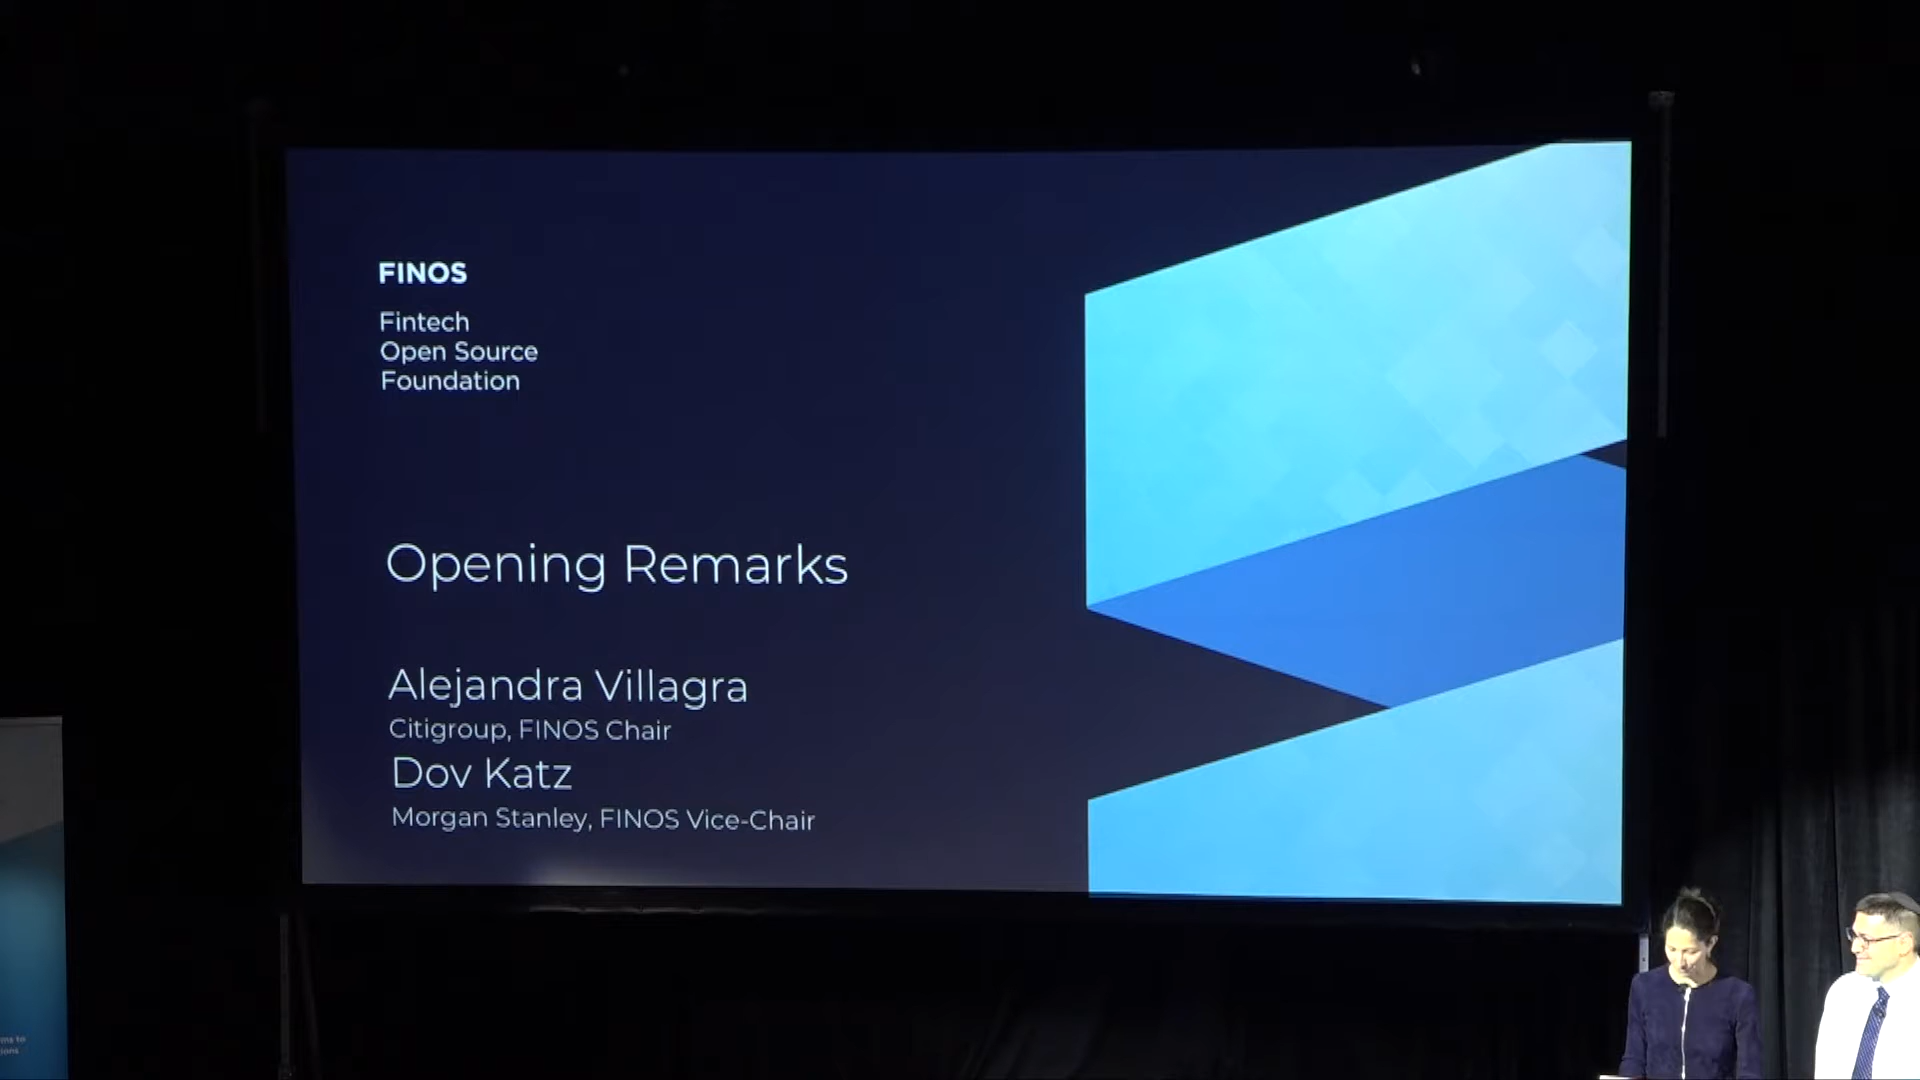 FINOS
Fintech
Open Source
Foundation
Opening Remarks
Alejandra Villagra
Citigroup, FINOS Chair
Dov Katz
Morgan Stanley, FINOS Vice-Chair